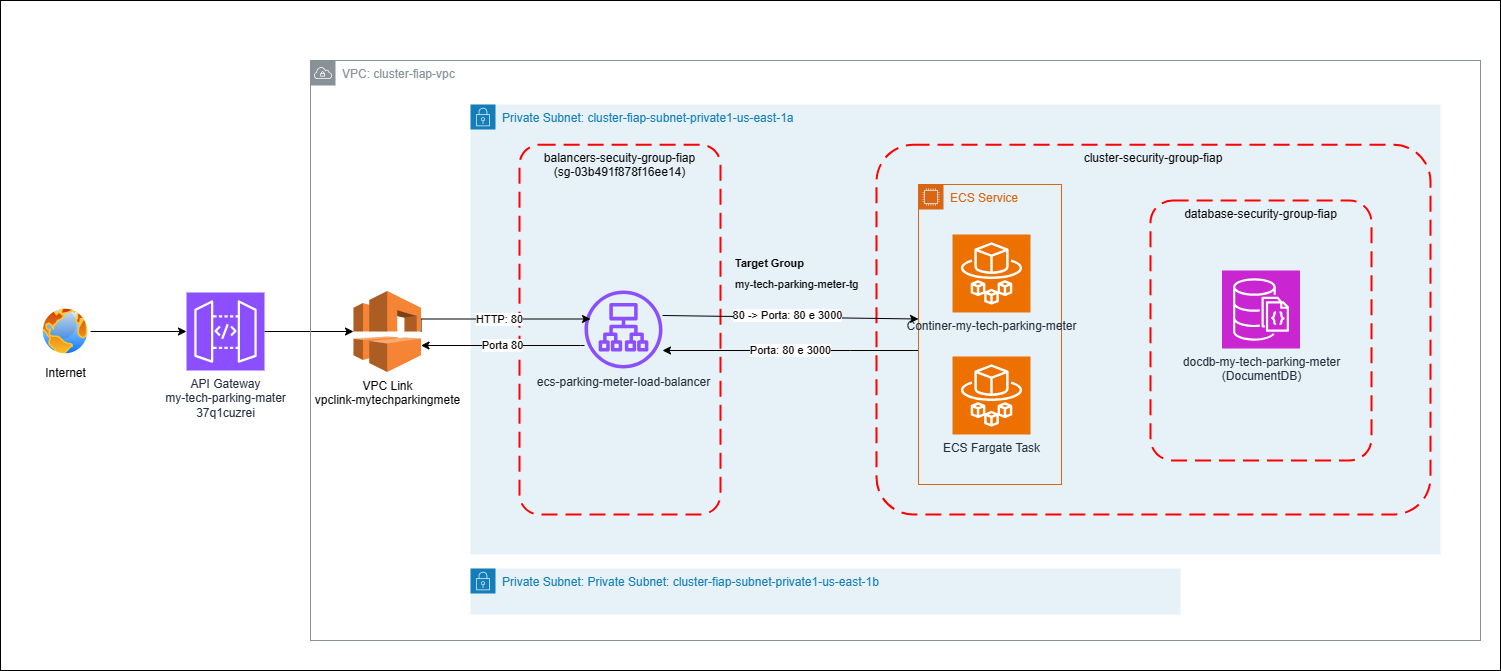 VPC: cluster-fiap-vpc
Private Subnet: cluster-fiap-subnet-private1-us-east-1a
balancers-secuity-group-fiap
(sg-03b491f878f16ee14)
cluster-security-group-fiap
ECS Service
database-security-group-fiap
Target Group
my-tech-parking-meter-tg
HTTP: 80
80 -> Porta: 80 e 3000
Continer-my-tech-parking-meter
Porta 80
Porta: 80 e 3000
Internet
API Gateway
my-tech-parking-mater
37q1cuzrei
VPC Link
vpclink-mytechparkingmete
ecs-parking-meter-load-balancer
docdb-my-tech-parking-meter
(DocumentDB)
ECS Fargate Task
Private Subnet: Private Subnet: cluster-fiap-subnet-private1-us-east-1b